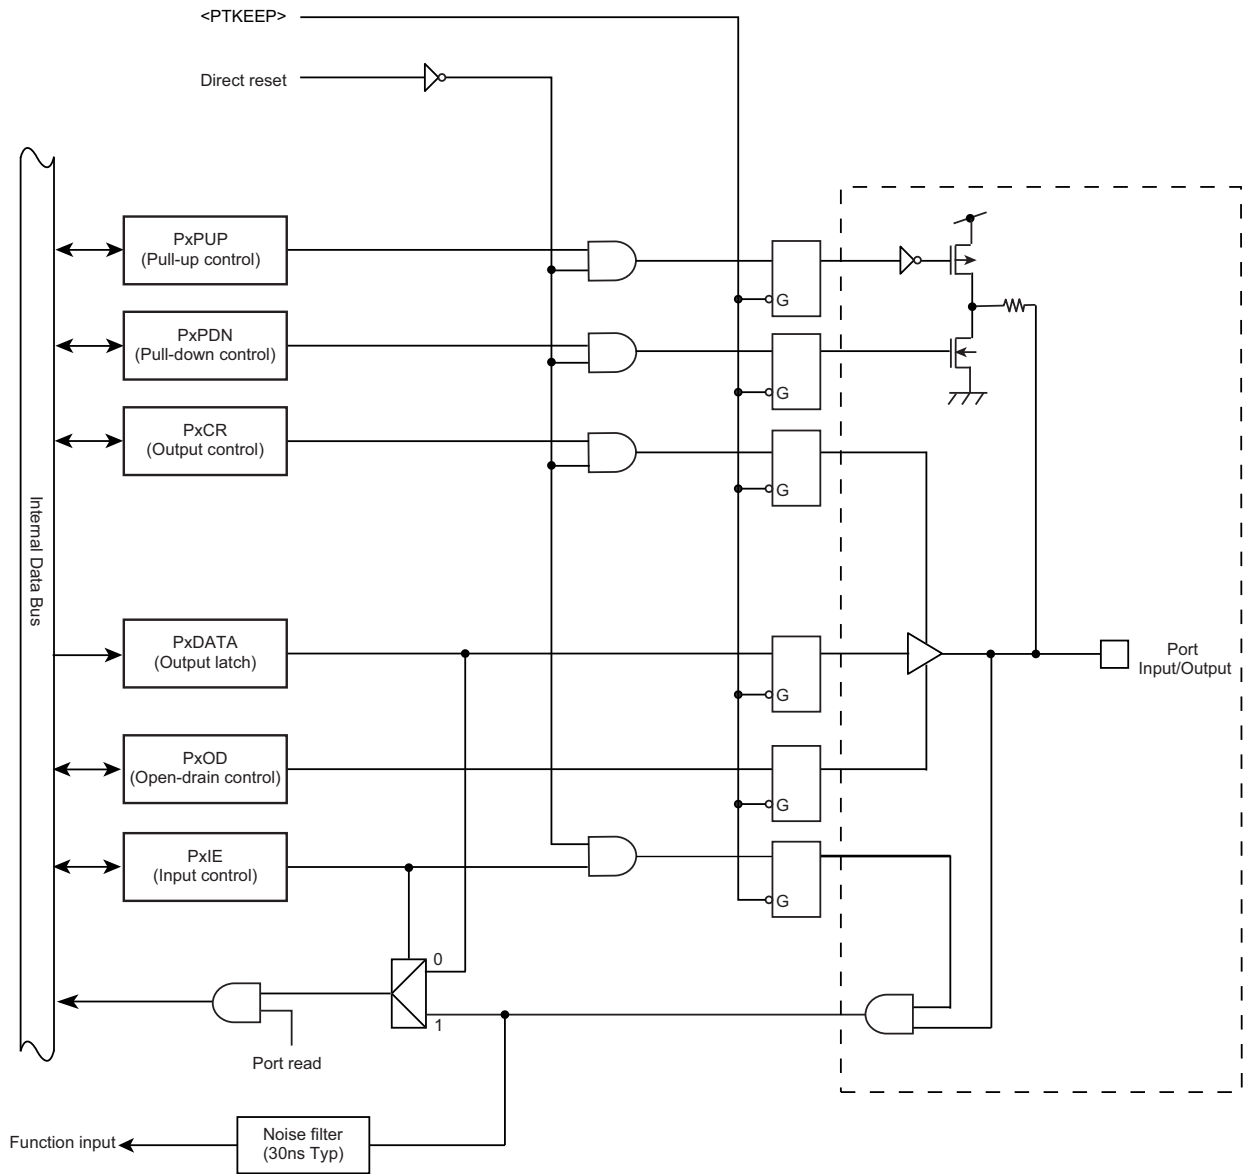 <PTKEEP>
Direct reset
PxPUP
(Pull-up control)
G
PxPDN
(Pull-down control)
G
PxCR
(Output control)
G
Internal Data Bus
PxDATA
(Output latch)
G
Port
Input/Output
PxOD
(Open-drain control)
G
PxIE
(Input control)
G
0
1
Port read
Function input
Noise filter
(30ns Typ)